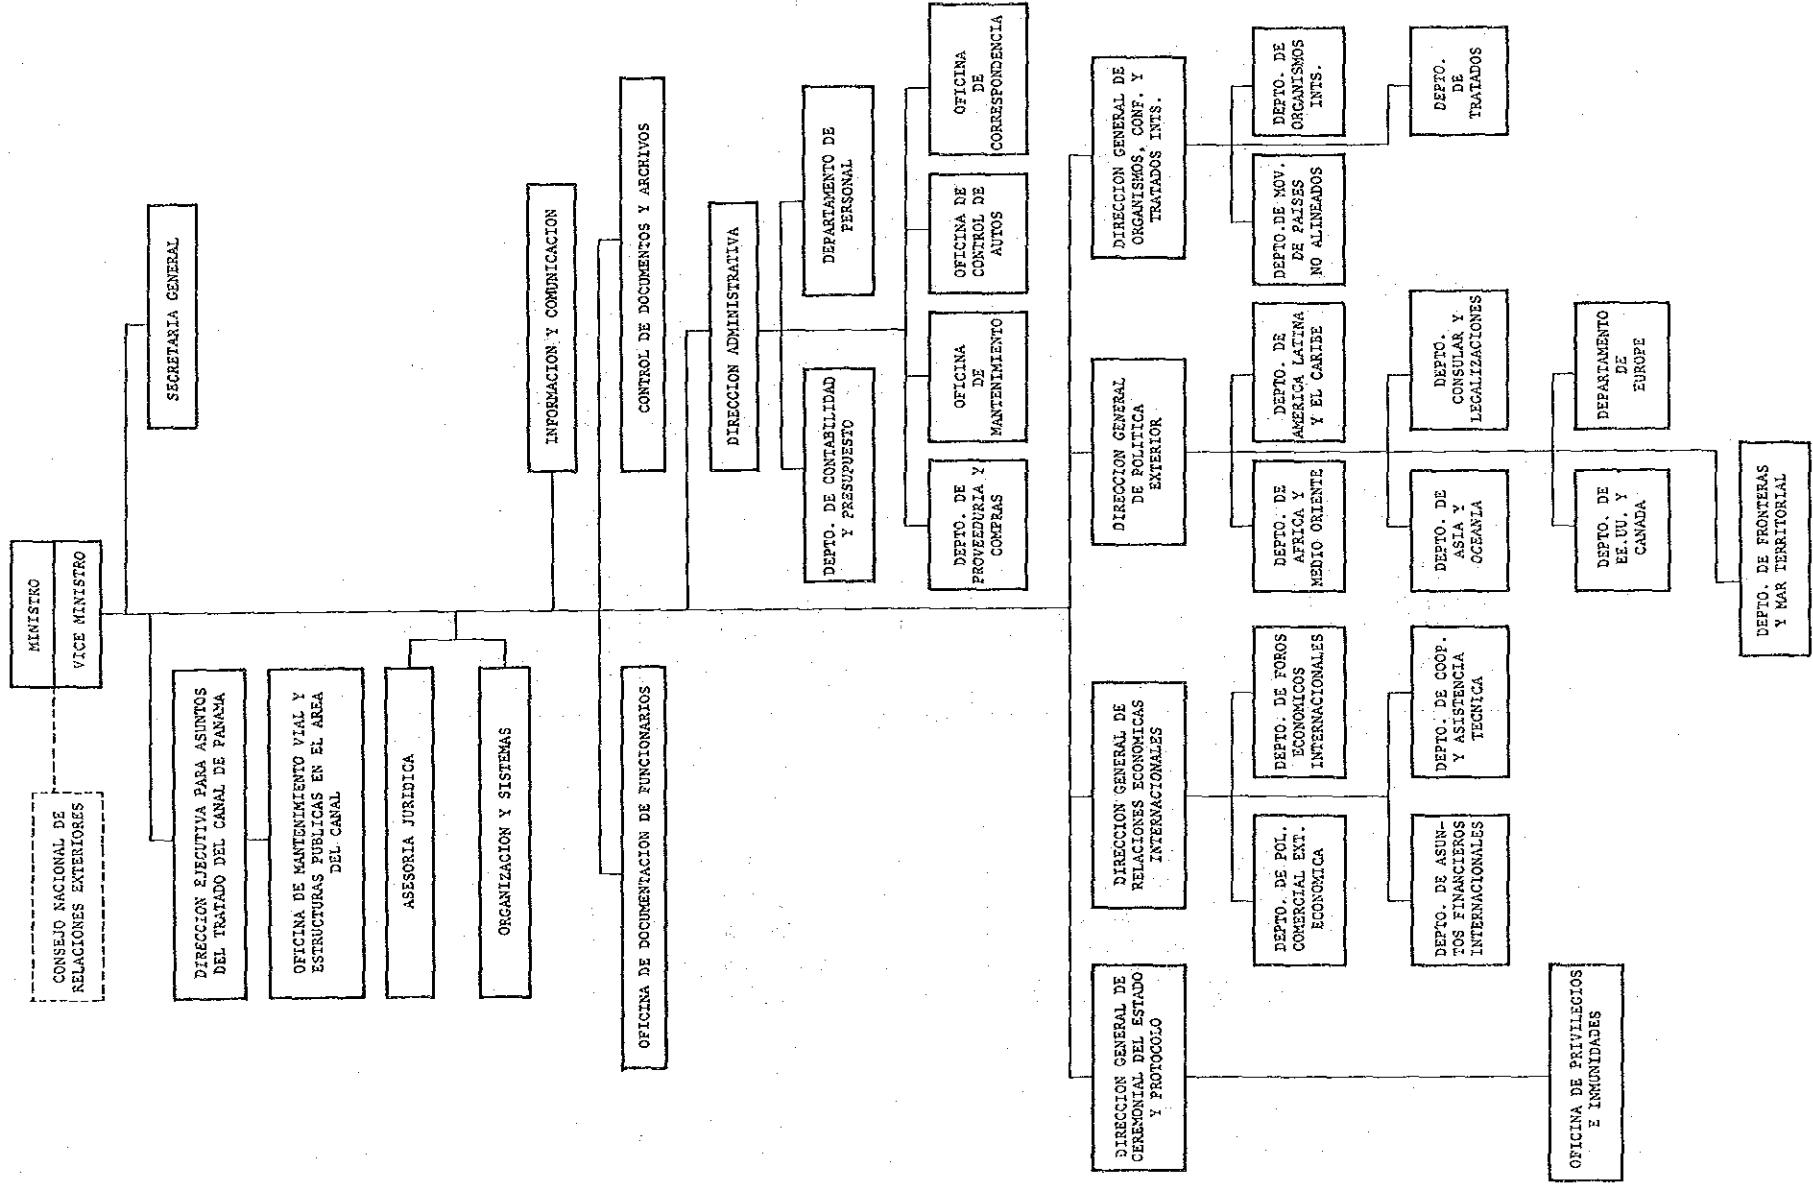 MINISTRO
VICE MINISTRO
CONSEJO NACIONAL DE
RELACIONES EXTERIORES
SECRETARIA GENERAL
DIRECCION EJECUTIVA PARA ASUNTOS
DEL TRATADO DEL CANAL DE PANAMA
OFICINA DE MANTENIMIENTO VIAL Y
ESTRUCTURAS PUBLICAS EN EL AREA
DEL CANAL
ASESORIA JURIDICA
ORGANIZACION Y SISTEMAS
INFORMACION Y COMUNICACION
OFICINA DE DOCUMENTACION DE FUNCIONARIOS
CONTROL DE DOCUMENTOS Y ARCHIVOS
DIRECCION ADMINISTRATIVA
DEPTO. DE CONTABILIDAD
Y PRESUPUESTO
DEPARTAMENTO DE
PERSONAL
DEPTO. DE
PROVEEDURIA Y
COMPRAS
OFICINA
DE
MANTENIMIENTO
OFICINA DE
CONTROL DE
AUTOS
OFICINA
DE
CORRESPONDENCIA
DIRECCION GENERAL DE
CEREMONIAL DEL ESTADO
Y PROTOCOLO
DIRECCION GENERAL DE
RELACIONES ECONOMICAS
INTERNACIONALES
DIRECCION GENERAL
DE POLITICA
EXTERIOR
DIRECCION GENERAL DE
ORGANISMOS, CONF. Y
TRATADOS INTS.
DEPTO. DE POL.
COMERCIAL EXT.
ECONOMICA
DEPTO. DE FOROS
ECONOMICOS
INTERNACIONALES
DEPTO. DE
AFRICA Y
MEDIO ORIENTE
DEPTO. DE
AMERICA LATINA
Y EL CARIBE
DEPTO.DE MOV.
DE PAISES
NO ALINEADOS
DEPTO. DE
ORGANISMOS
INTS.
DEPTO. DE ASUN-
TOS FINANCIEROS
INTERNACIONALES
DEPTO. DE COOP.
Y ASISTENCIA
TECNICA
DEPTO. DE
ASIA Y
OCEANIA
DEPTO.
CONSULAR Y
LEGALIZACIONES
DEPTO.
DE
TRATADOS
OFICINA DE PRIVILEGIOS
E INMUNIDADES
DEPTO. DE
EE.UU. Y
CANADA
DEPARTAMENTO
DE
EUROPE
DEPTO. DE FRONTERAS
Y MAR TERRITORIAL